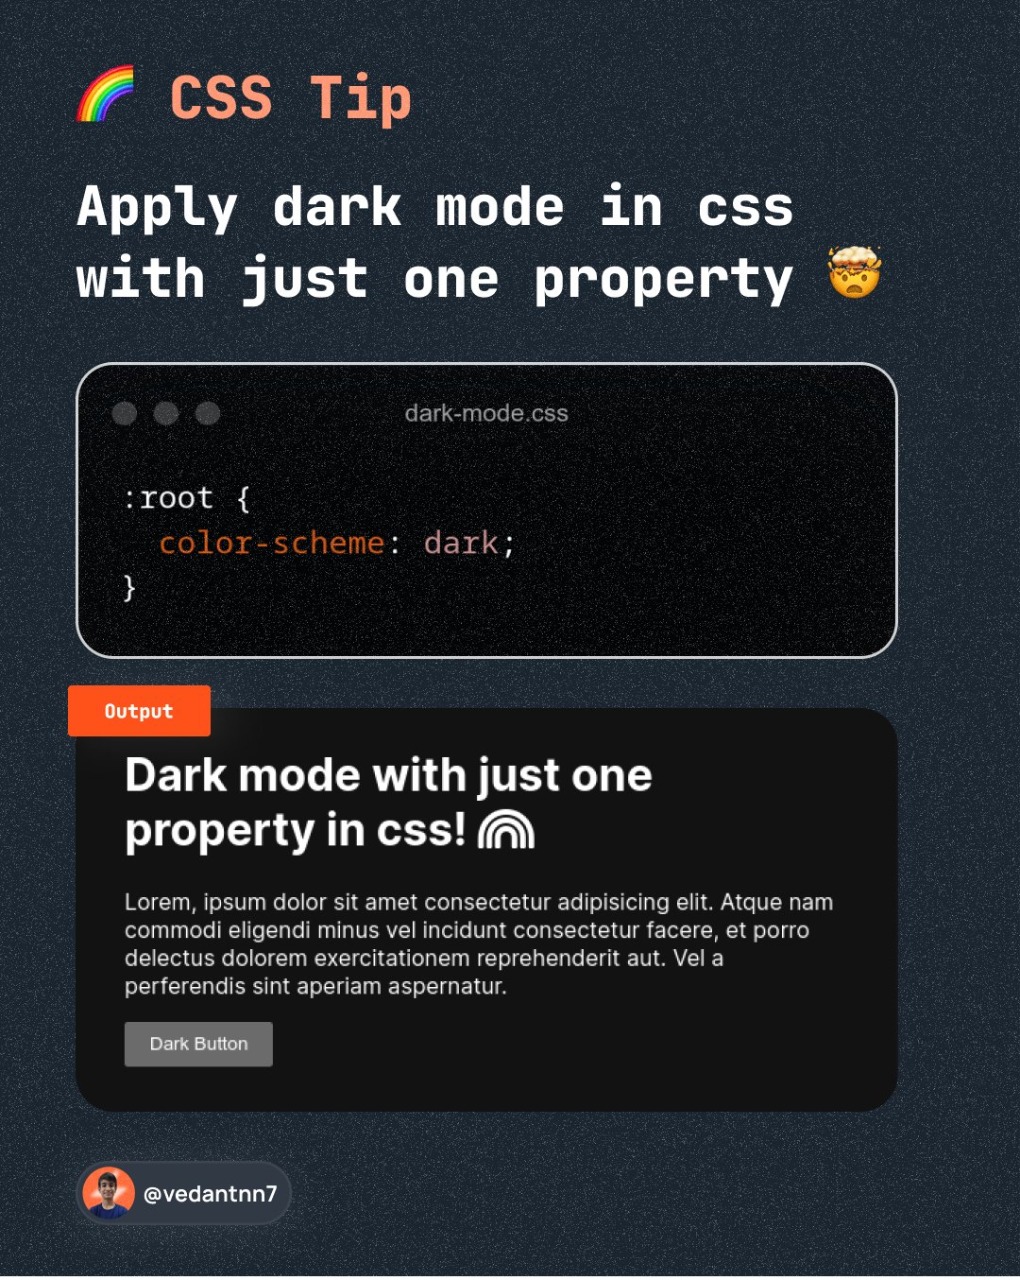 🌈 CSS Tip
Apply dark mode in css
with just one property 🤯
dark-mode.css
:root {
  color-scheme: dark;
}
Output
Dark mode with just one
property in css!
Lorem, ipsum dolor sit amet consectetur adipisicing elit. Atque nam
commodi eligendi minus vel incidunt consectetur facere, et porro
delectus dolorem exercitationem reprehenderit aut. Vel a
perferendis sint aperiam aspernatur.
Dark Button
@vedantnn7